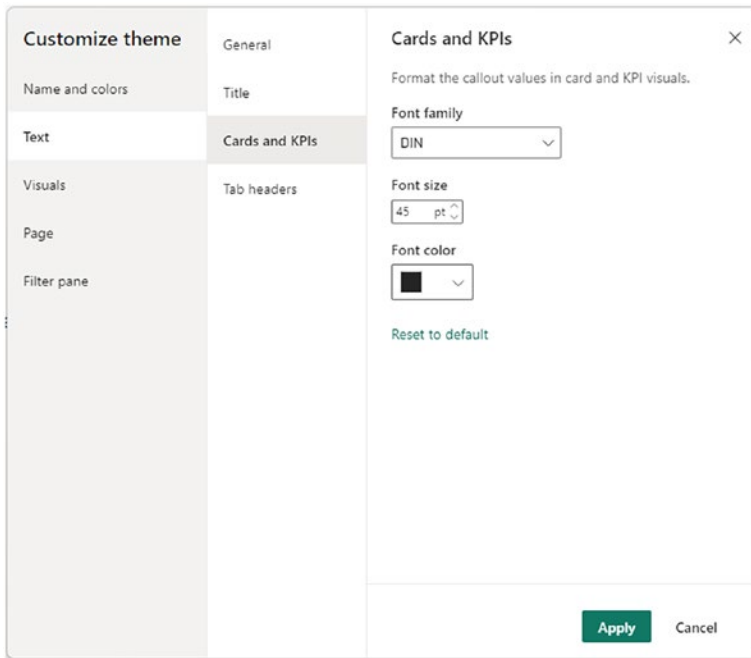 Customize theme
Name and colors
Text
Visuals
Page
Filter pane
General
Title
Cards and KPIs
Tab headers
Cards and KPIs
Format the callout values in card and KPI visuals.
Font family
DIN
Font size
45 pt
Font color
Reset to default
Apply Cancel